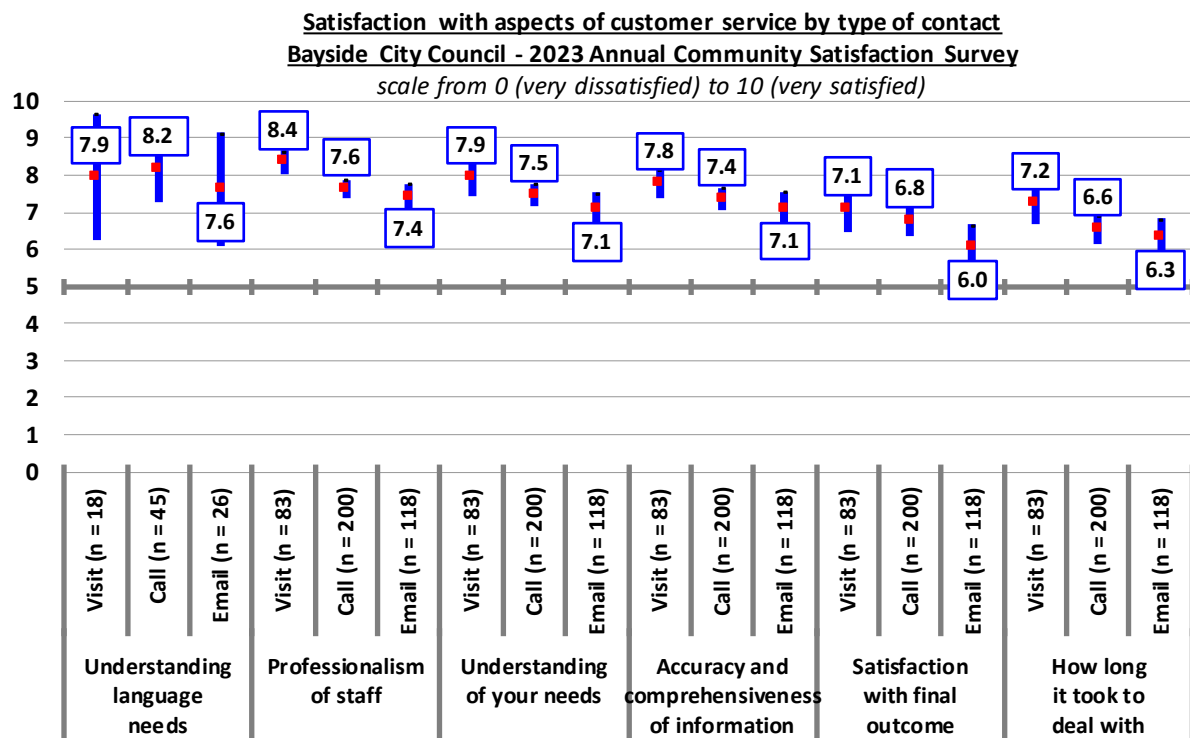 Satisfaction with aspects of customer service by type of contact
Bayside City Council - 2023 Annual Community Satisfaction Survey
scale from 0 (very dissatisfied) to 10 (very satisfied)
10
9
8
7
6
5
4
3
2
1
0
7.9
8.2
7.6
8.4
7.6
7.4
7.9
7.5
7.1
7.8
7.4
7.1
7.1
6.8
6.0
7.2
6.6
6.3
Visit (n = 18)
Call (n = 45)
Email (n = 26)
Visit (n = 83)
Call (n = 200)
Email (n = 118)
Visit (n = 83)
Call (n = 200)
Email (n = 118)
Visit (n = 83)
Call (n = 200)
Email (n = 118)
Visit (n = 83)
Call (n = 200)
Email (n = 118)
Visit (n = 83)
Call (n = 200)
Email (n = 118)
Understanding
language
needs
Professionalism
of staff
Understanding
of your needs
Accuracy and
comprehensiveness
of information
Satisfaction
with final
outcome
How long
it took to
deal with